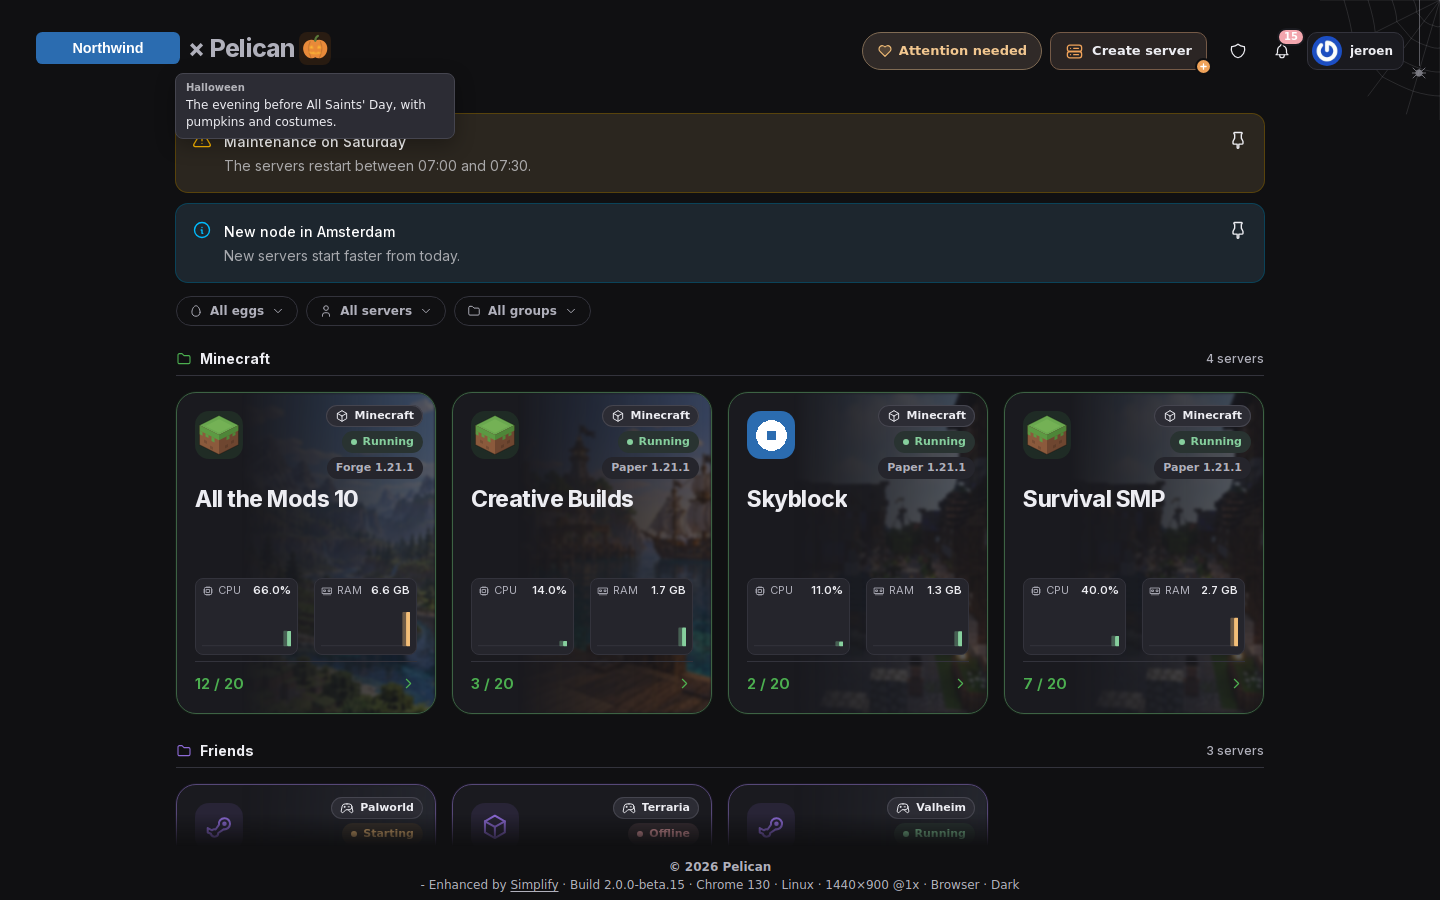 Northwind
× Pelican
Attention needed
Create server
15
jeroen
Halloween
The evening before All Saints' Day, with
pumpkins and costumes.
Maintenance on Saturday
The servers restart between 07:00 and 07:30.
New node in Amsterdam
New servers start faster from today.
All eggs
All servers
All groups
Minecraft
4 servers
Minecraft
Running
Forge 1.21.1
All the Mods 10
CPU 66.0%
RAM 6.6 GB
12 / 20
Minecraft
Running
Paper 1.21.1
Creative Builds
CPU 14.0%
RAM 1.7 GB
3 / 20
Minecraft
Running
Paper 1.21.1
Skyblock
CPU 11.0%
RAM 1.3 GB
2 / 20
Minecraft
Running
Paper 1.21.1
Survival SMP
CPU 40.0%
RAM 2.7 GB
7 / 20
Friends
3 servers
Palworld
Starting
Terraria
Offline
Valheim
Running
© 2026 Pelican
- Enhanced by Simplify · Build 2.0.0-beta.15 · Chrome 130 · Linux · 1440×900 @1x · Browser · Dark